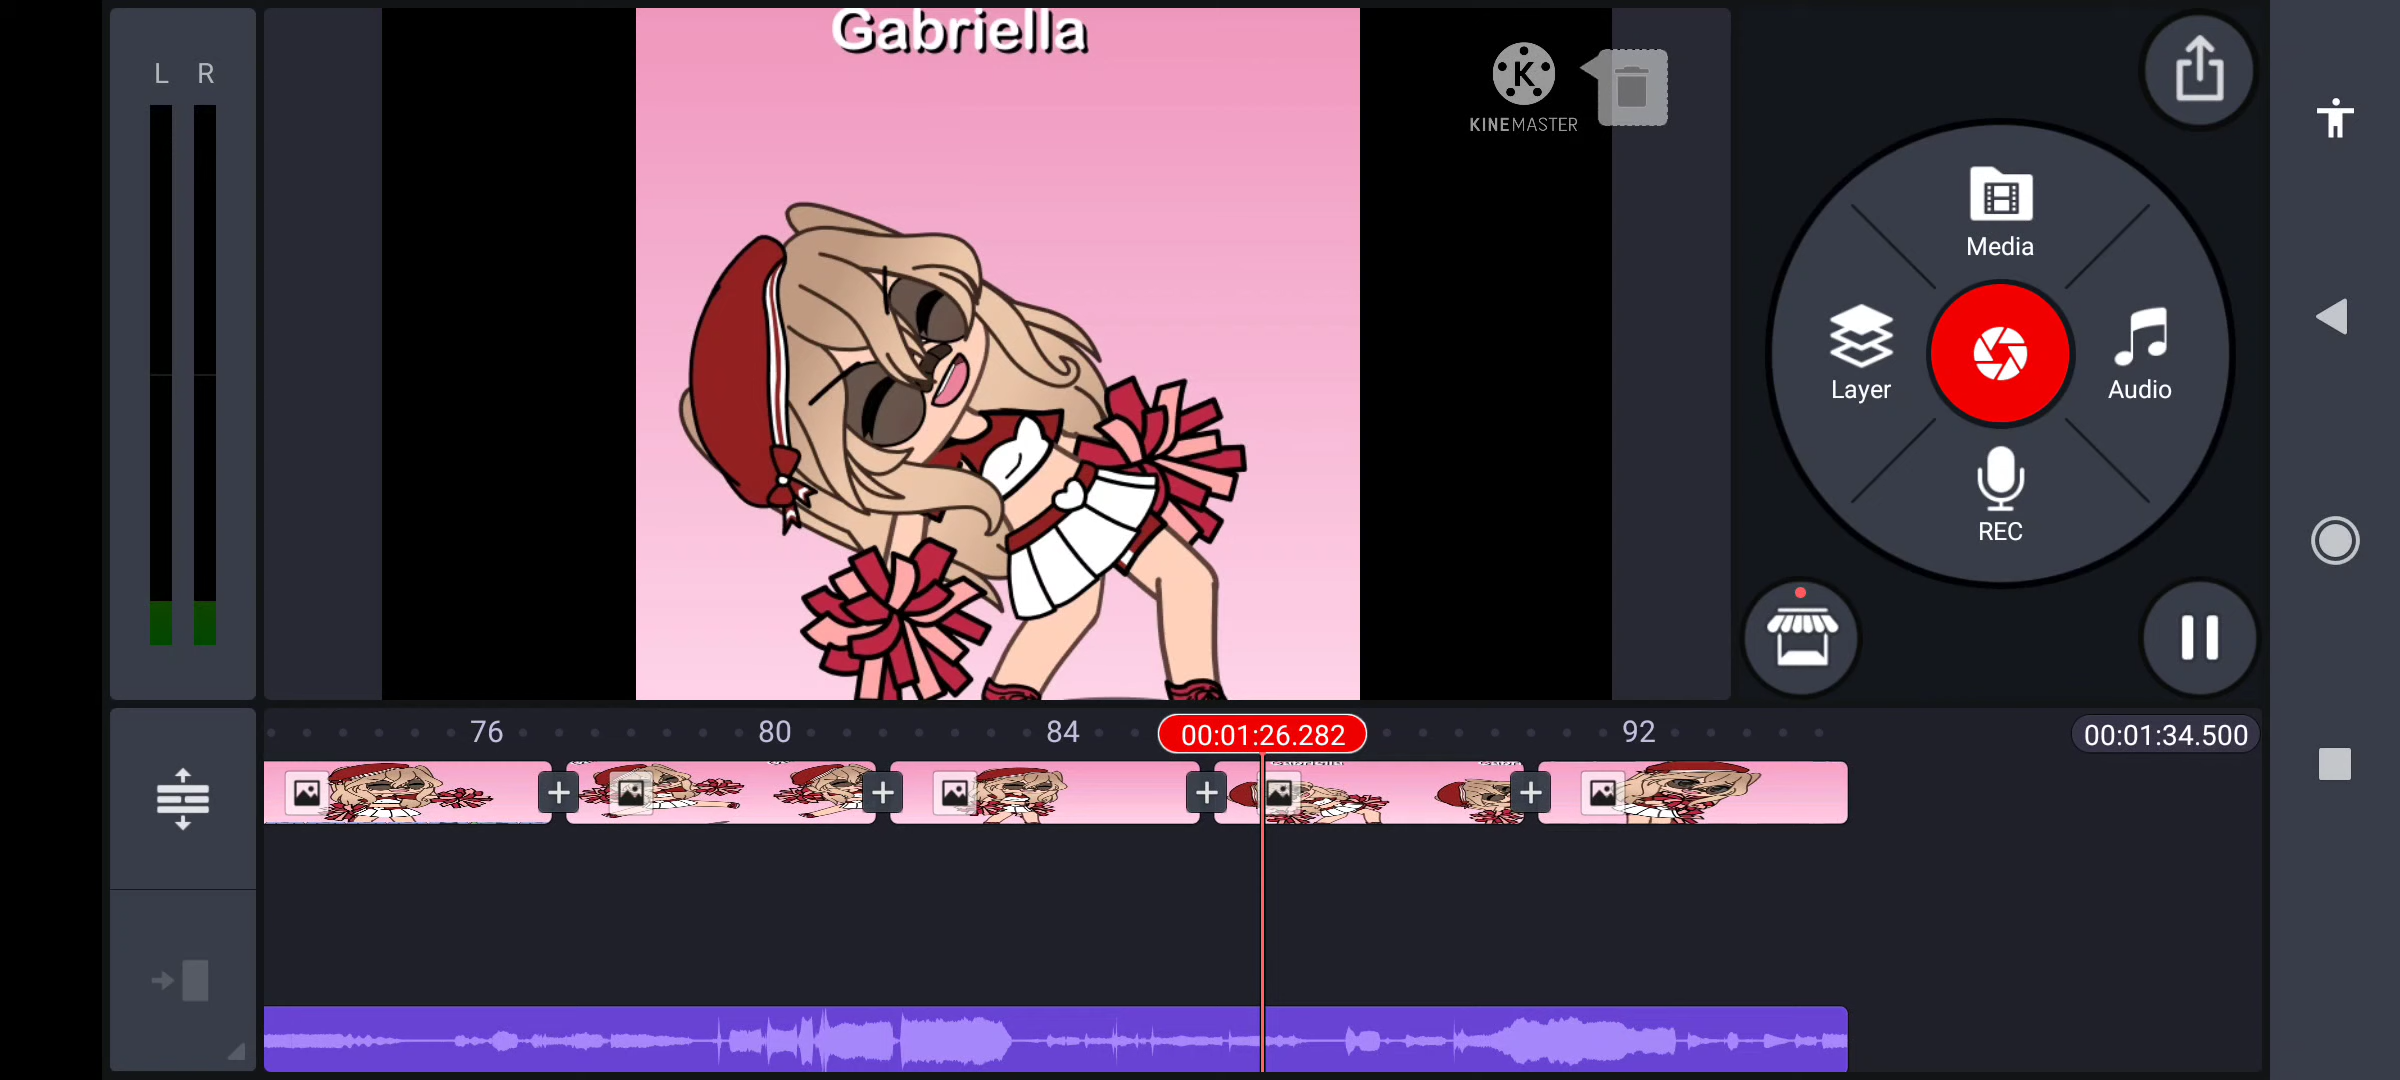 Gabriella
L R
KINEMASTER
Media
Layer
Audio
REC
76
80
84
00:01:26.282
92
00:01:34.500